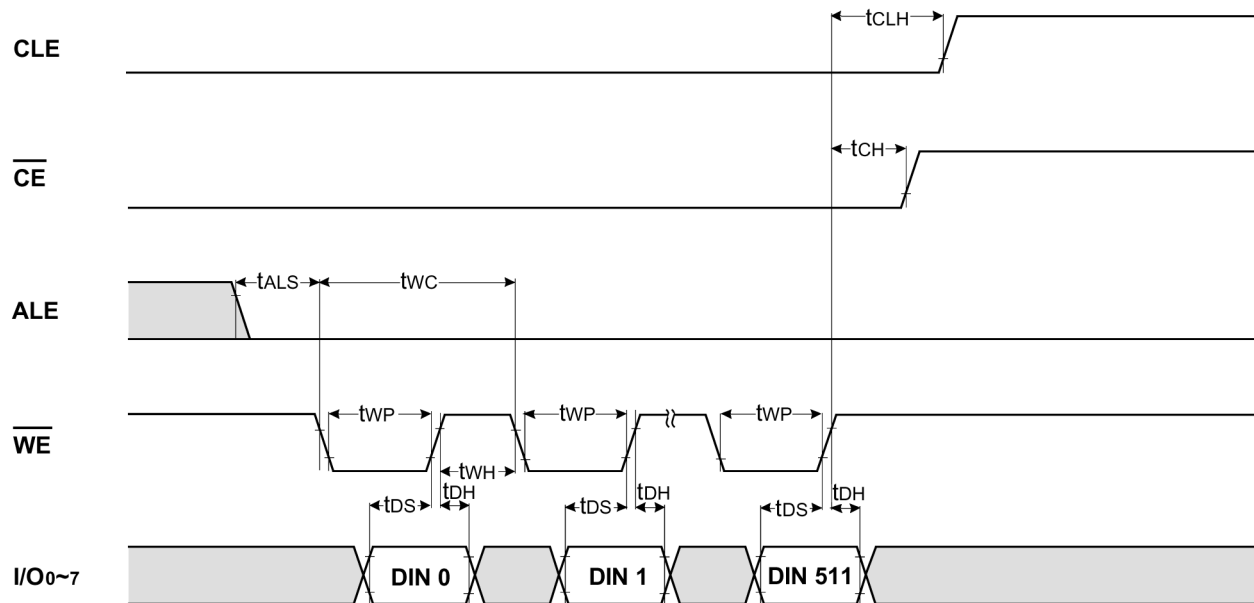 tCLH
CLE
tCH
CE
tALS
tWC
ALE
tWP
tWP
tWP
WE
tWH
tDS
tDH
tDS
tDH
tDS
tDH
I/O0~7
DIN 0
DIN 1
DIN 511